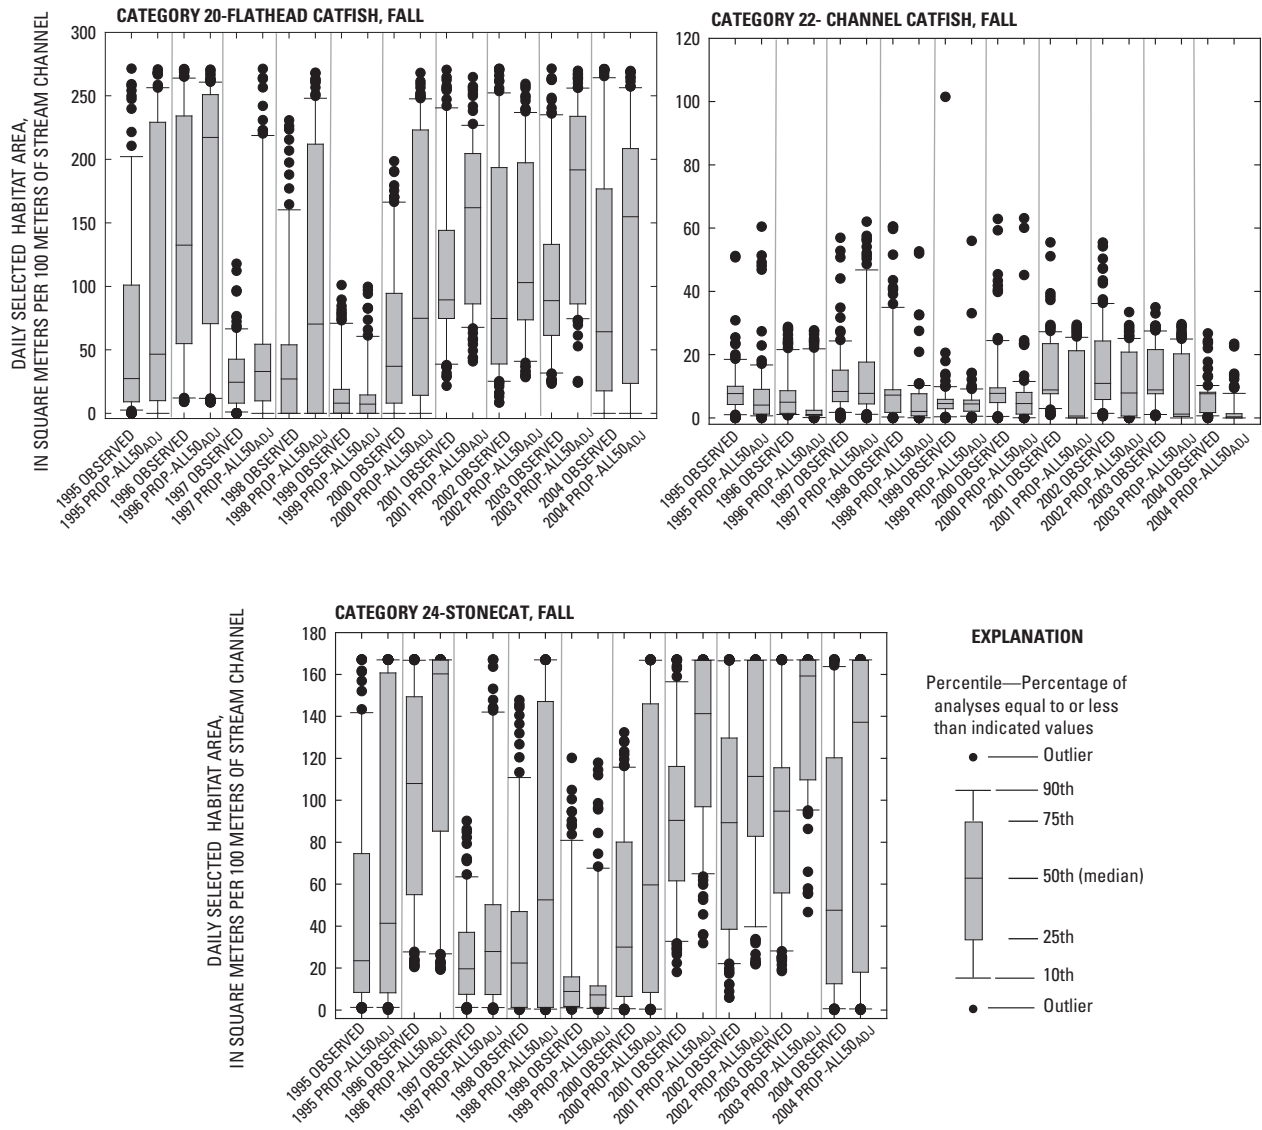 CATEGORY 20-FLATHEAD CATFISH, FALL
DAILY SELECTED HABITAT AREA,
IN SQUARE METERS PER 100 METERS OF STREAM CHANNEL
300
250
200
150
100
50
0
1995 OBSERVED
1995 PROP-ALL50ADJ
1996 OBSERVED
1996 PROP-ALL50ADJ
1997 OBSERVED
1997 PROP-ALL50ADJ
1998 OBSERVED
1998 PROP-ALL50ADJ
1999 OBSERVED
1999 PROP-ALL50ADJ
2000 OBSERVED
2000 PROP-ALL50ADJ
2001 OBSERVED
2001 PROP-ALL50ADJ
2002 OBSERVED
2002 PROP-ALL50ADJ
2003 OBSERVED
2003 PROP-ALL50ADJ
2004 OBSERVED
2004 PROP-ALL50ADJ
CATEGORY 22- CHANNEL CATFISH, FALL
120
100
80
60
40
20
0
1995 OBSERVED
1995 PROP-ALL50ADJ
1996 OBSERVED
1996 PROP-ALL50ADJ
1997 OBSERVED
1997 PROP-ALL50ADJ
1998 OBSERVED
1998 PROP-ALL50ADJ
1999 OBSERVED
1999 PROP-ALL50ADJ
2000 OBSERVED
2000 PROP-ALL50ADJ
2001 OBSERVED
2001 PROP-ALL50ADJ
2002 OBSERVED
2002 PROP-ALL50ADJ
2003 OBSERVED
2003 PROP-ALL50ADJ
2004 OBSERVED
2004 PROP-ALL50ADJ
CATEGORY 24-STONECAT, FALL
DAILY SELECTED HABITAT AREA,
IN SQUARE METERS PER 100 METERS OF STREAM CHANNEL
180
160
140
120
100
80
60
40
20
0
1995 OBSERVED
1995 PROP-ALL50ADJ
1996 OBSERVED
1996 PROP-ALL50ADJ
1997 OBSERVED
1997 PROP-ALL50ADJ
1998 OBSERVED
1998 PROP-ALL50ADJ
1999 OBSERVED
1999 PROP-ALL50ADJ
2000 OBSERVED
2000 PROP-ALL50ADJ
2001 OBSERVED
2001 PROP-ALL50ADJ
2002 OBSERVED
2002 PROP-ALL50ADJ
2003 OBSERVED
2003 PROP-ALL50ADJ
2004 OBSERVED
2004 PROP-ALL50ADJ
EXPLANATION
Percentile—Percentage of
analyses equal to or less
than indicated values
Outlier
90th
75th
50th (median)
25th
10th
Outlier